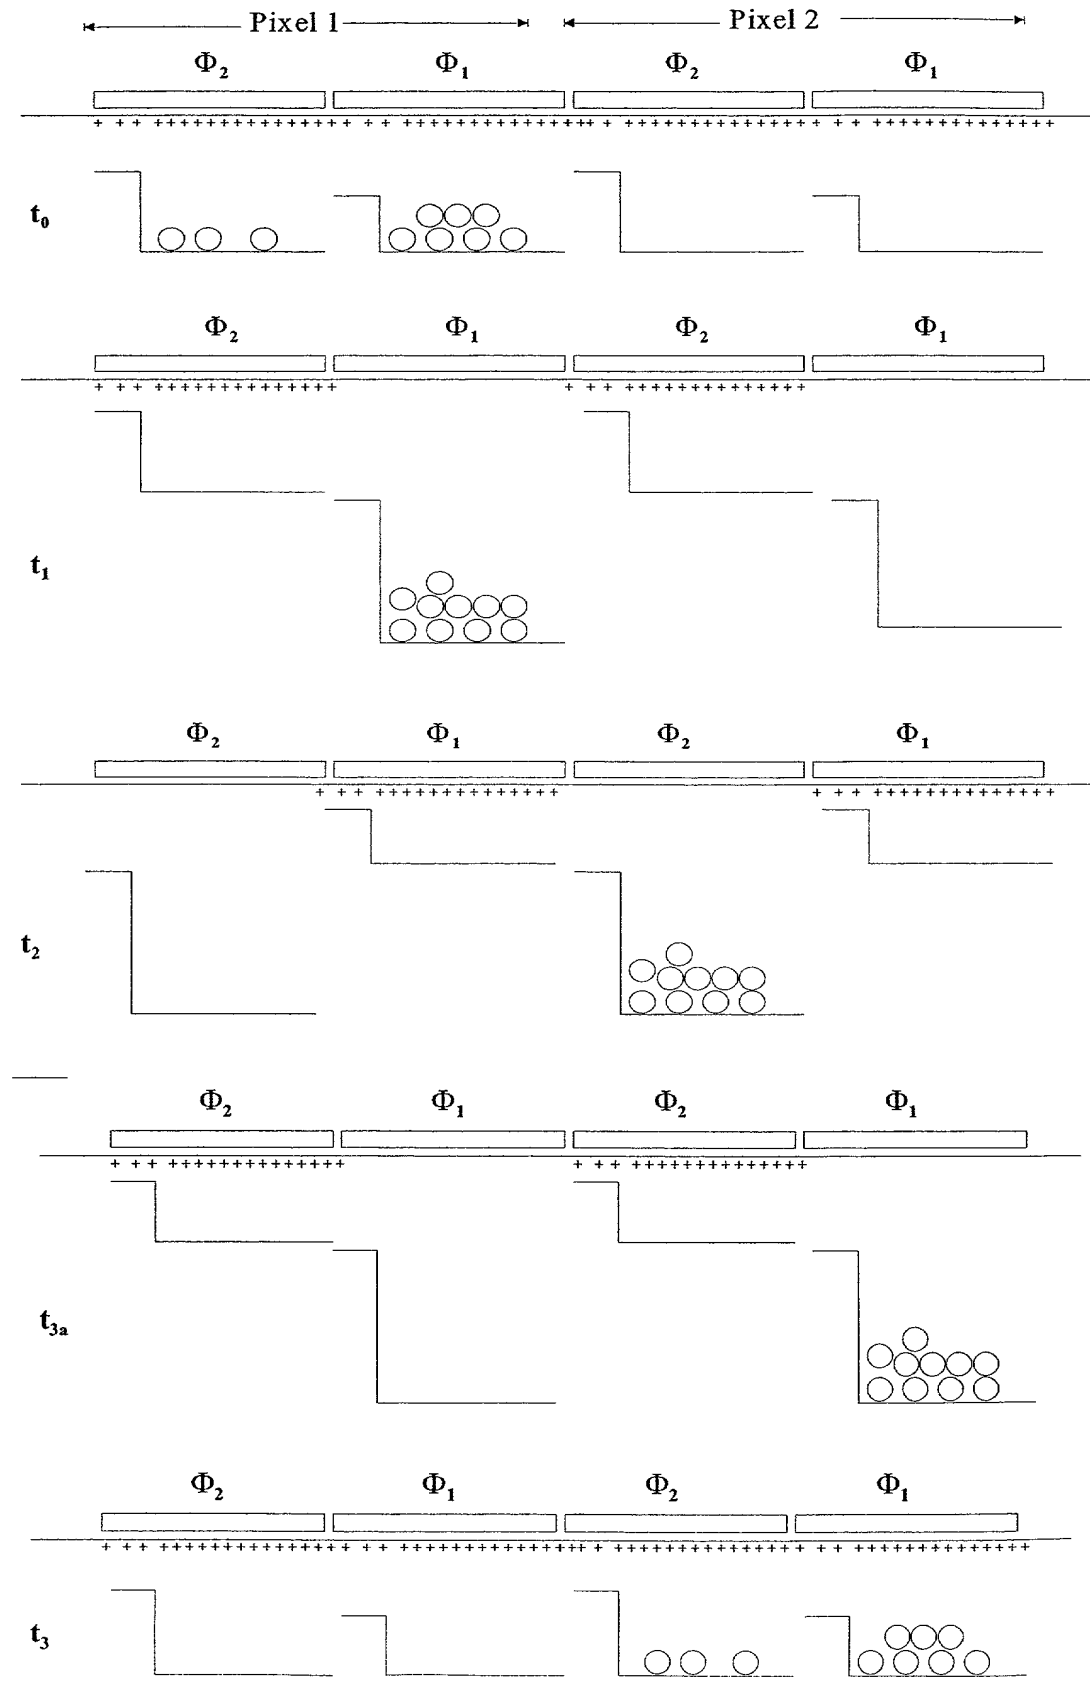 Pixel 1 Pixel 2
Φ₂ Φ₁ Φ₂ Φ₁
+ + + + + + + + + + + + + + + + + + + + + + + + + + + + + + + + + + + + + + + + + + + + + + + + + + + + + + + + + + + + + + + + + + + +
t₀
Φ₂ Φ₁ Φ₂ Φ₁
+ + + + + + + + + + + + + + + + + + + + + + + + + + + + + + + + + +
t₁
Φ₂ Φ₁ Φ₂ Φ₁
+ + + + + + + + + + + + + + + + + + + + + + + + + + + + + + + + + +
t₂
Φ₂ Φ₁ Φ₂ Φ₁
+ + + + + + + + + + + + + + + + + + + + + + + + + + + + + + + + + +
t₃ₐ
Φ₂ Φ₁ Φ₂ Φ₁
+ + + + + + + + + + + + + + + + + + + + + + + + + + + + + + + + + + + + + + + + + + + + + + + + + + + + + + + + + + + + + + + + + + + +
t₃